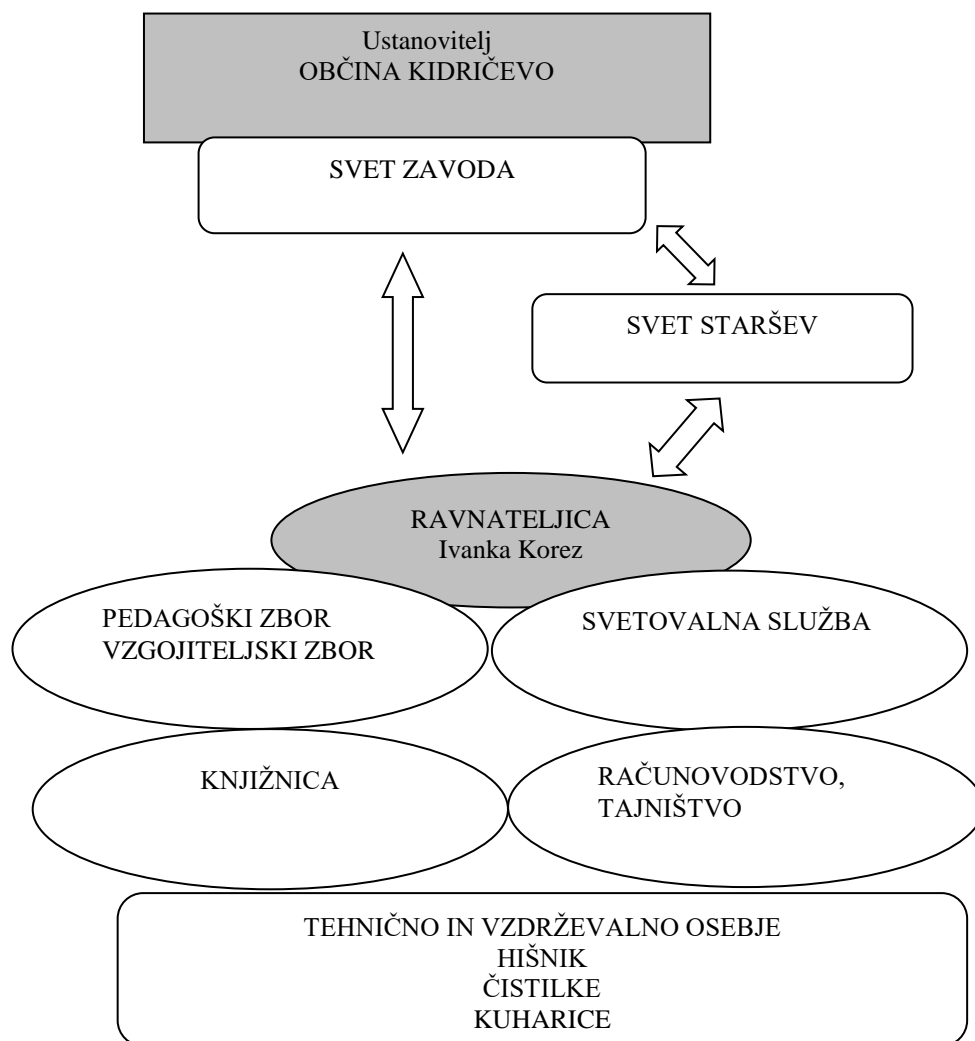 Ustanovitelj
OBČINA KIDRIČEVO
SVET ZAVODA
SVET STARŠEV
RAVNATELJICA
Ivanka Korez
PEDAGOŠKI ZBOR
VZGOJITELJSKI ZBOR
SVETOVALNA SLUŽBA
KNJIŽNICA
RAČUNOVODSTVO,
TAJNIŠTVO
TEHNIČNO IN VZDRŽEVALNO OSEBJE
HIŠNIK
ČISTILKE
KUHARICE